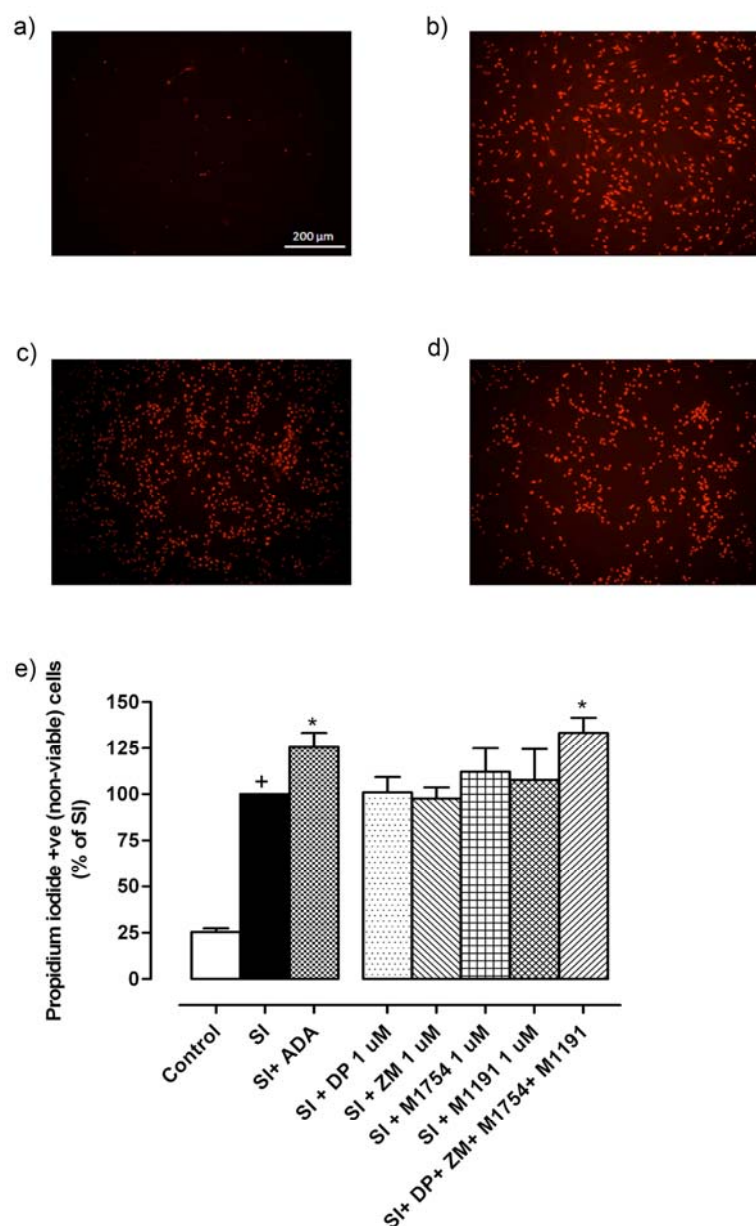 a)
b)
200 µm
c)
d)
e)
Propidium iodide +ve (non-viable) cells
(% of SI)
150
125
100
75
50
25
0
+
*
*
Control
SI
SI+ ADA
SI + DP 1 uM
SI + ZM 1 uM
SI + M1754 1 uM
SI + M1191 1 uM
SI+ DP+ ZM+ M1754+ M1191